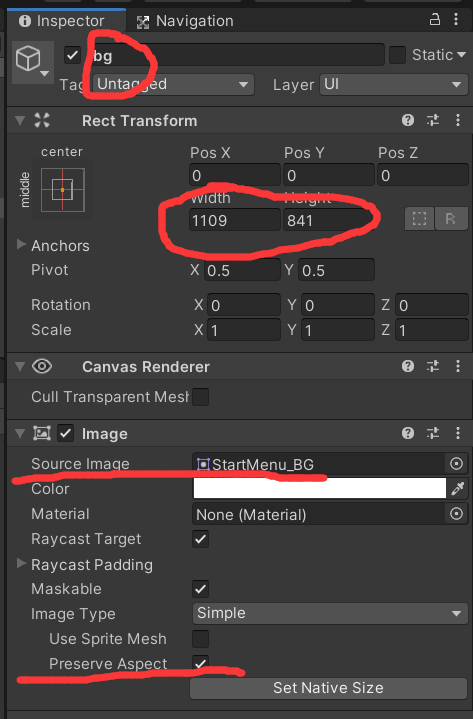 Inspector Navigation
bg Static
Tag Untagged Layer UI
Rect Transform
center Pos X Pos Y Pos Z
middle 0 0 0
Width Height
1109 841 R
Anchors
Pivot X 0.5 Y 0.5
Rotation X 0 Y 0 Z 0
Scale X 1 Y 1 Z 1
Canvas Renderer
Cull Transparent Mesh
Image
Source Image StartMenu_BG
Color
Material None (Material)
Raycast Target
Raycast Padding
Maskable
Image Type Simple
Use Sprite Mesh
Preserve Aspect
Set Native Size